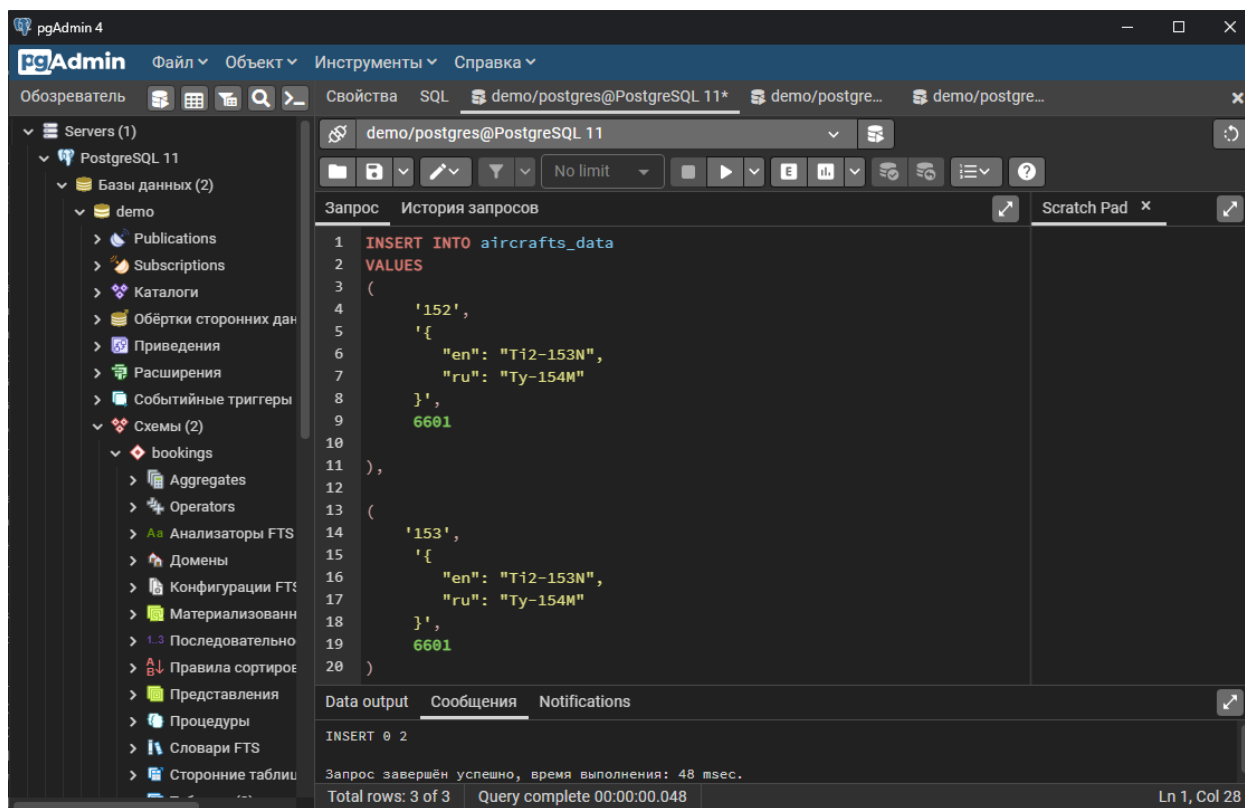 pgAdmin 4
pgAdmin Файл Объект Инструменты Справка
Обозреватель
Свойства SQL demo/postgres@PostgreSQL 11* demo/postgre... demo/postgre...
Servers (1)
PostgreSQL 11
Базы данных (2)
demo
Publications
Subscriptions
Каталоги
Обёртки сторонних дан
Приведения
Расширения
Событийные триггеры
Схемы (2)
bookings
Aggregates
Operators
Анализаторы FTS
Домены
Конфигурации FTS
Материализованн
Последовательно
Правила сортиров
Представления
Процедуры
Словари FTS
Сторонние таблиц
demo/postgres@PostgreSQL 11
No limit
Запрос История запросов
Scratch Pad
1 INSERT INTO aircrafts_data
2 VALUES
3 (
4 '152',
5 '{
6 "en": "Ti2-153N",
7 "ru": "Ту-154М"
8 }',
9 6601
10
11 ),
12
13 (
14 '153',
15 '{
16 "en": "Ti2-153N",
17 "ru": "Ту-154М"
18 }',
19 6601
20 )
Data output Сообщения Notifications
INSERT 0 2
Запрос завершён успешно, время выполнения: 48 msec.
Total rows: 3 of 3 Query complete 00:00:00.048 Ln 1, Col 28